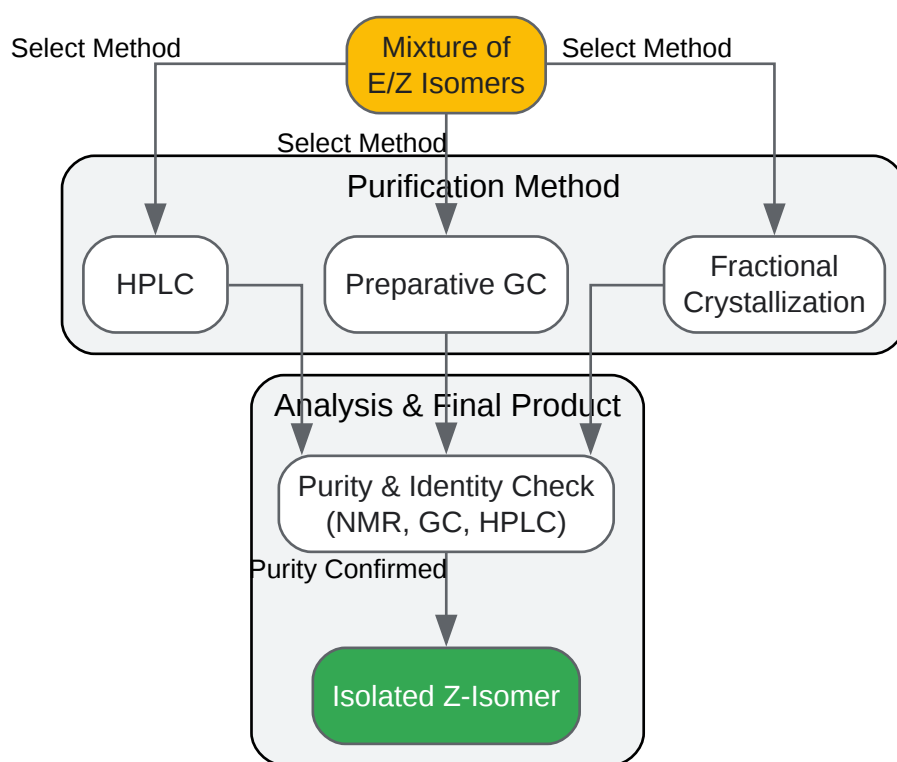 Select Method
Mixture of
E/Z Isomers
Select Method
Select Method
Purification Method
HPLC
Preparative GC
Fractional
Crystallization
Analysis & Final Product
Purity & Identity Check
(NMR, GC, HPLC)
Purity Confirmed
Isolated Z-Isomer